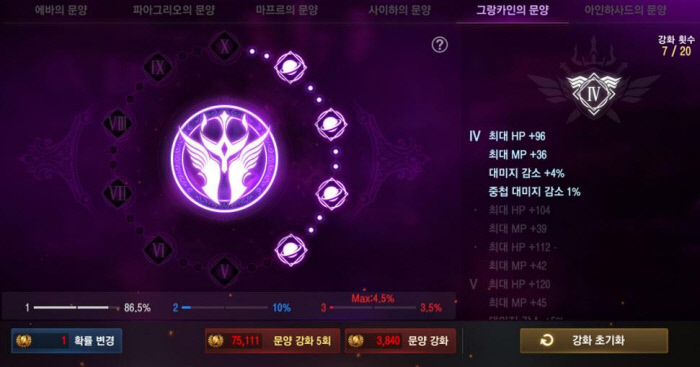 에바의 문양
파아그리오의 문양
마프르의 문양
사이하의 문양
그랑카인의 문양
아인하사드의 문양
강화 횟수
7 / 20
?
X
IX
VIII
VII
VI
V
IV
IV 최대 HP +96
최대 MP +36
대미지 감소 +4%
중첩 대미지 감소 1%
최대 HP +104
최대 MP +39
최대 HP +112
최대 MP +42
V 최대 HP +120
최대 MP +45
1 86,5%
2 10%
Max:4,5%
3 3,5%
1 확률 변경
75,111 문양 강화 5회
3,840 문양 강화
강화 초기화